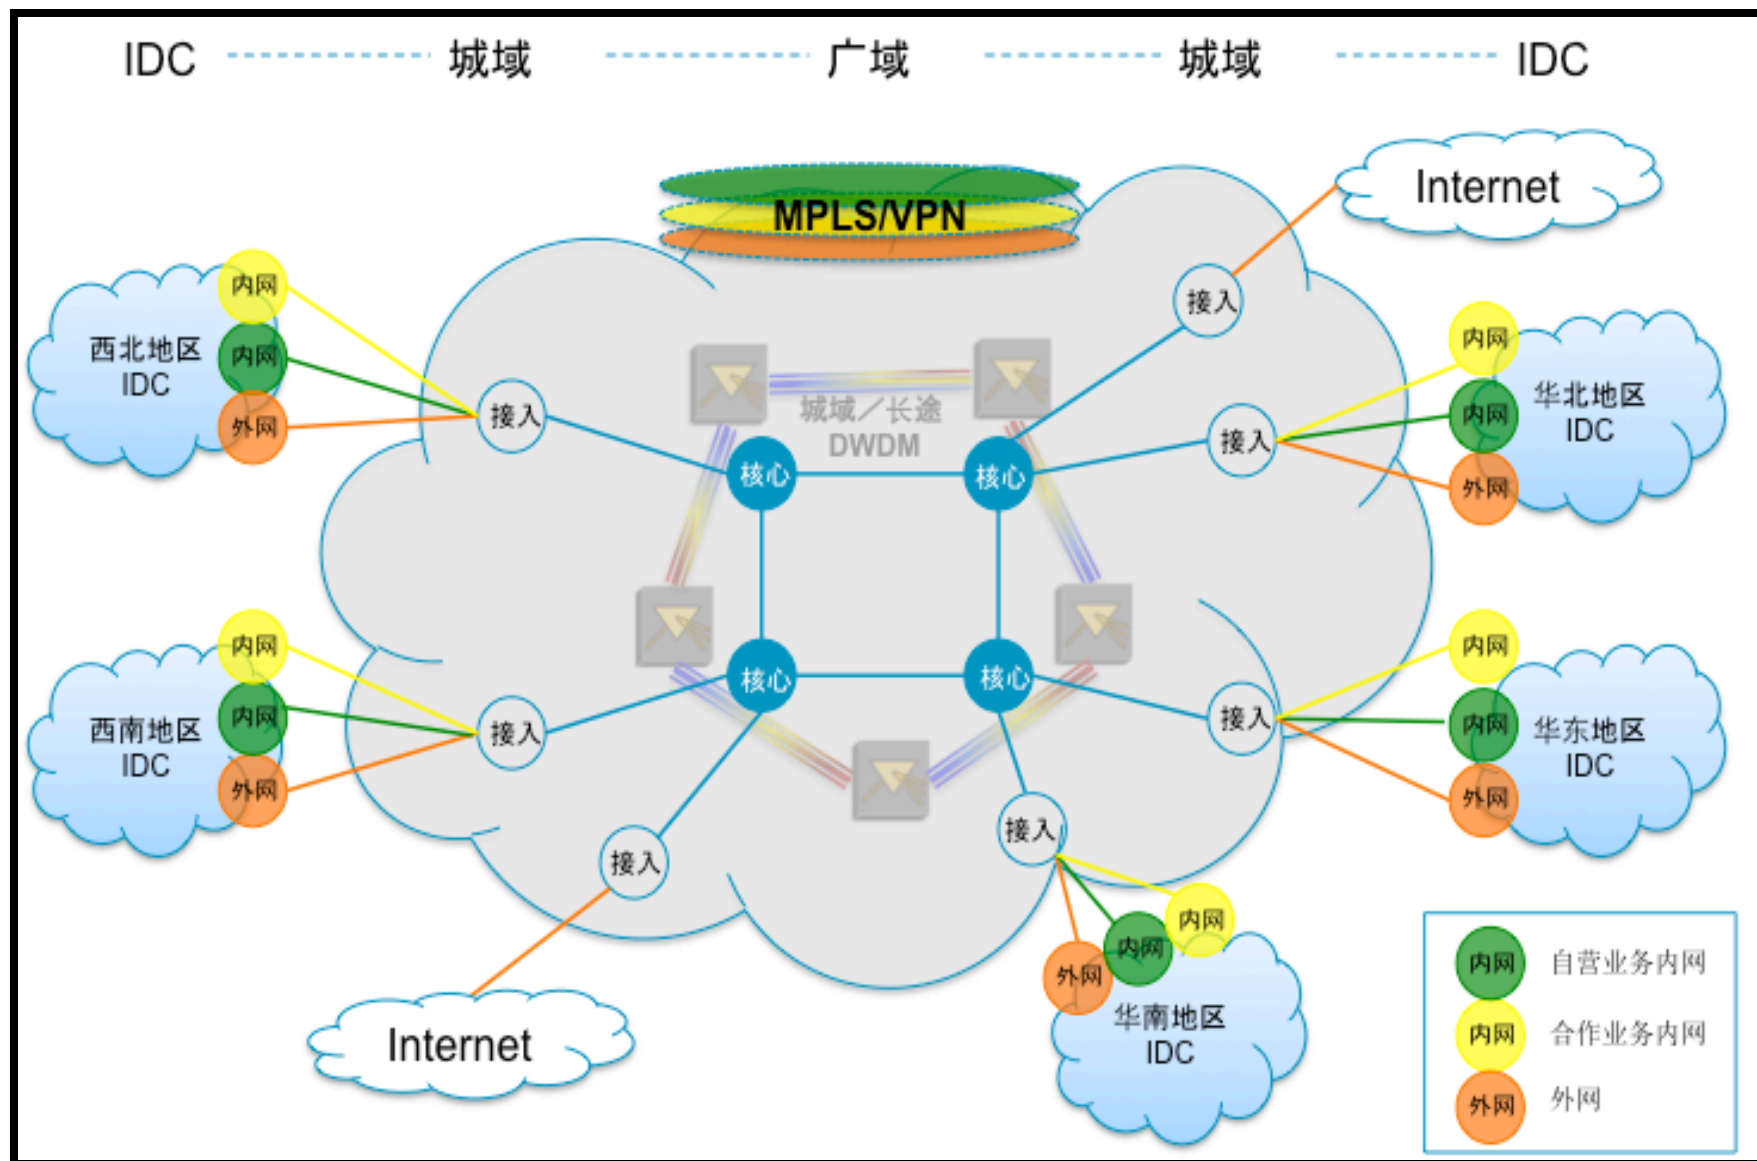 IDC 城域 广域 城域 IDC
MPLS/VPN
Internet
接入
内网
内网
外网
西北地区
IDC
接入
城域／长途
DWDM
核心
核心
接入
内网
内网
外网
华北地区
IDC
内网
内网
外网
西南地区
IDC
接入
核心
核心
接入
内网
内网
外网
华东地区
IDC
接入
接入
内网
内网
外网
华南地区
IDC
Internet
内网 自营业务内网
内网 合作业务内网
外网 外网